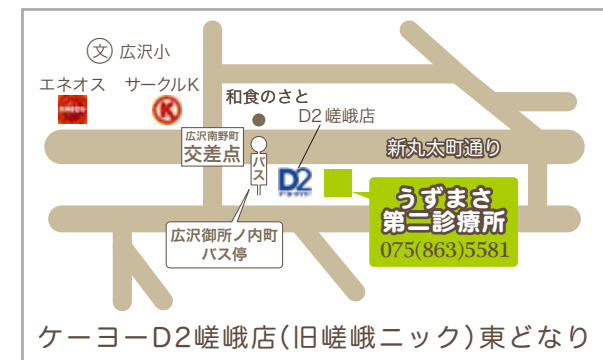 文 広沢小
エネオス
サークルK
K
和食のさと
D2嵯峨店
広沢南野町
交差点
バス
新丸太町通り
D2
うずまさ
第二診療所
075(863)5581
広沢御所ノ内町
バス停
ケーヨーD2嵯峨店(旧嵯峨ニック)東どなり